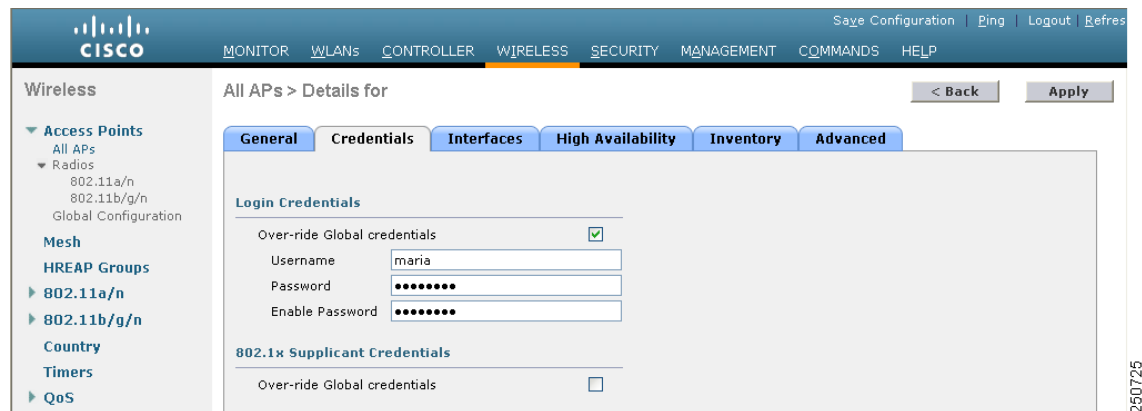 Save Configuration | Ping | Logout | Refres
CISCO
MONITOR WLANs CONTROLLER WIRELESS SECURITY MANAGEMENT COMMANDS HELP
Wireless
All APs > Details for
< Back
Apply
Access Points
All APs
Radios
802.11a/n
802.11b/g/n
Global Configuration
Mesh
HREAP Groups
802.11a/n
802.11b/g/n
Country
Timers
QoS
General
Credentials
Interfaces
High Availability
Inventory
Advanced
Login Credentials
Over-ride Global credentials
Username maria
Password ••••••••
Enable Password ••••••••
802.1x Supplicant Credentials
Over-ride Global credentials
250725